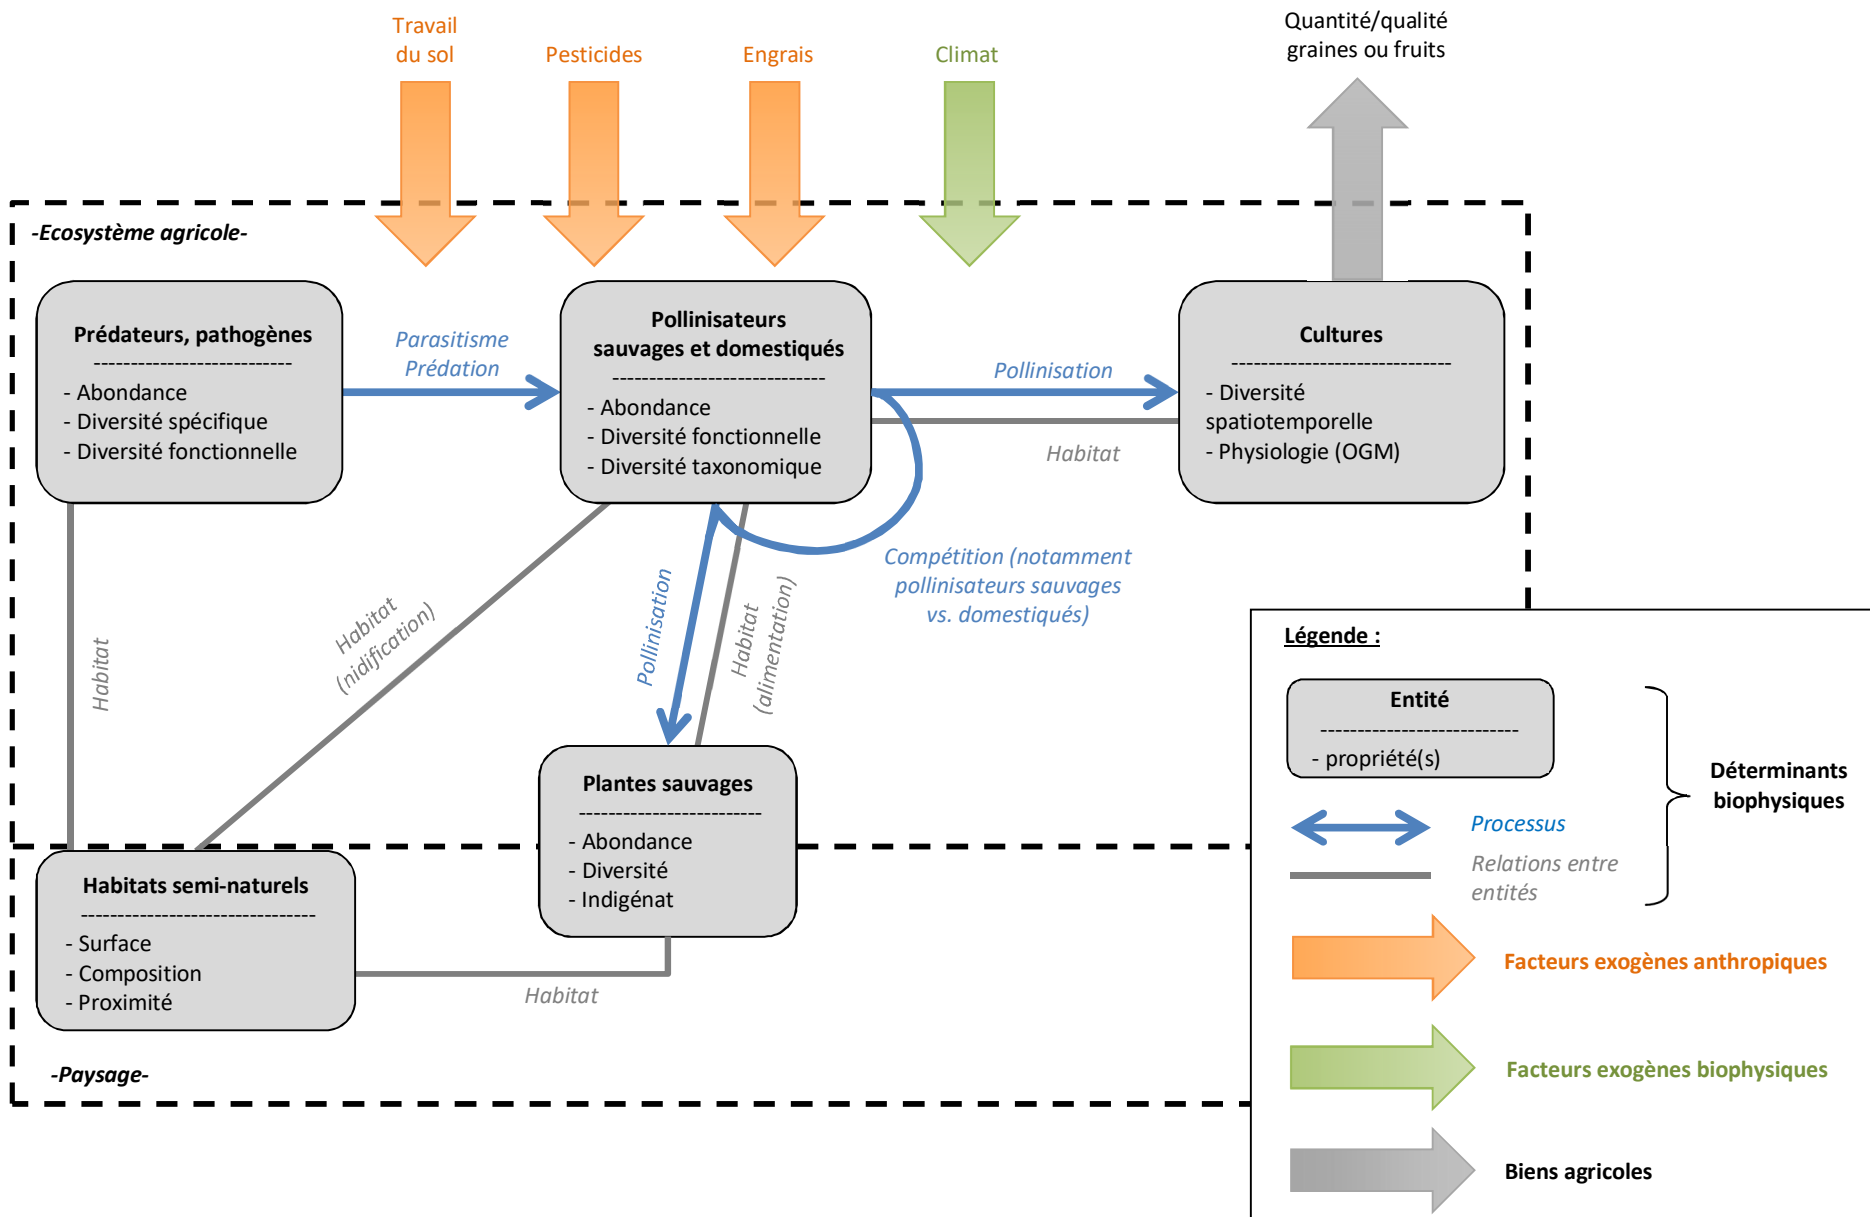 Travail
du sol
Pesticides
Engrais
Climat
Quantité/qualité
graines ou fruits
-Ecosystème agricole-
Prédateurs, pathogènes
---------------------------
- Abondance
- Diversité spécifique
- Diversité fonctionnelle
Parasitisme
Prédation
Pollinisateurs
sauvages et domestiqués
-----------------------------
- Abondance
- Diversité fonctionnelle
- Diversité taxonomique
Pollinisation
Habitat
Cultures
------------------------------
- Diversité
spatiotemporelle
- Physiologie (OGM)
Compétition (notamment
pollinisateurs sauvages
vs. domestiqués)
Habitat
Habitat
(nidification)
Pollinisation
Habitat
(alimentation)
Plantes sauvages
-------------------------
- Abondance
- Diversité
- Indigénat
Habitats semi-naturels
--------------------------------
- Surface
- Composition
- Proximité
Habitat
-Paysage-
Légende :
Entité
---------------------------
- propriété(s)
Processus
Relations entre
entités
Déterminants
biophysiques
Facteurs exogènes anthropiques
Facteurs exogènes biophysiques
Biens agricoles